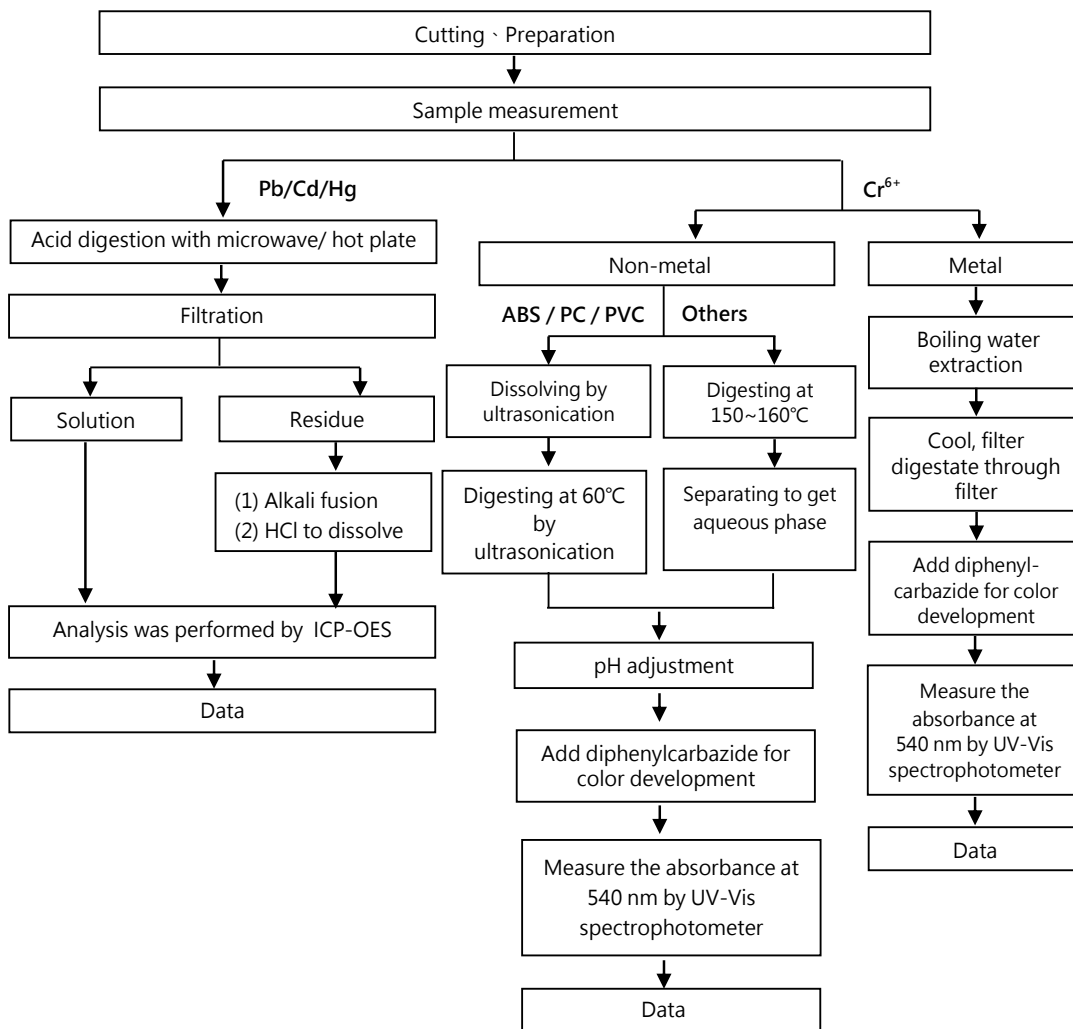 Cutting、Preparation
Sample measurement
Pb/Cd/Hg
Acid digestion with microwave/ hot plate
Filtration
Solution
Residue
(1) Alkali fusion
(2) HCl to dissolve
Analysis was performed by ICP-OES
Data
Cr⁶⁺
Non-metal
ABS / PC / PVC
Others
Dissolving by
ultrasonication
Digesting at 60℃
by
ultrasonication
Digesting at
150~160℃
Separating to get
aqueous phase
pH adjustment
Add diphenylcarbazide for
color development
Measure the absorbance at
540 nm by UV-Vis
spectrophotometer
Data
Metal
Boiling water
extraction
Cool, filter
digestate through
filter
Add diphenyl-
carbazide for color
development
Measure the
absorbance at
540 nm by UV-Vis
spectrophotometer
Data